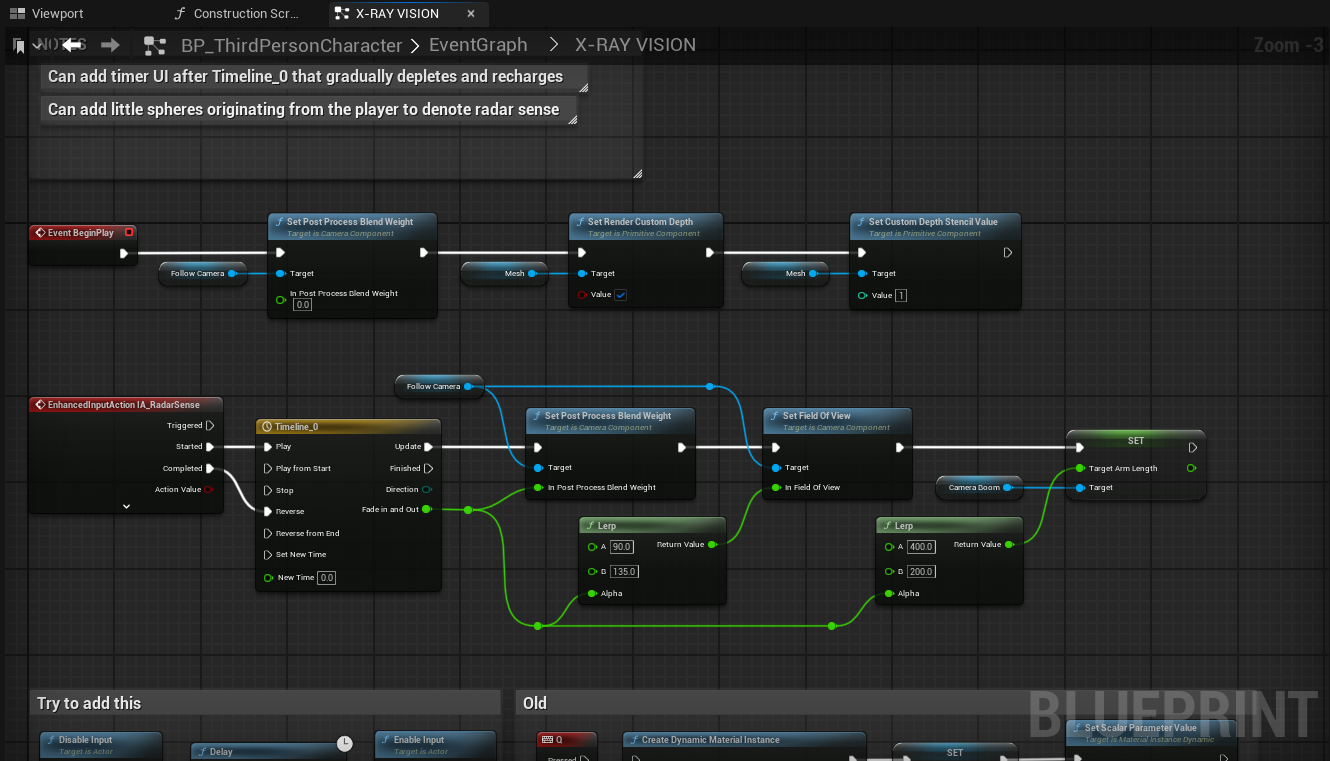 Viewport
Construction Scr...
X-RAY VISION
NOTES
BP_ThirdPersonCharacter > EventGraph > X-RAY VISION
Zoom -3
Can add timer UI after Timeline_0 that gradually depletes and recharges
Can add little spheres originating from the player to denote radar sense
Event BeginPlay
Follow Camera
Set Post Process Blend Weight
Target is Camera Component
Target
In Post Process Blend Weight
0.0
Mesh
Set Render Custom Depth
Target is Primitive Component
Target
Value
Mesh
Set Custom Depth Stencil Value
Target is Primitive Component
Target
Value 1
Follow Camera
EnhancedInputAction IA_RadarSense
Triggered
Started
Completed
Action Value
Timeline_0
Play Update
Play from Start Finished
Stop Direction
Reverse Fade in and Out
Reverse from End
Set New Time
New Time 0.0
Set Post Process Blend Weight
Target is Camera Component
Target
In Post Process Blend Weight
Set Field Of View
Target is Camera Component
Target
In Field Of View
Camera Boom
SET
Target Arm Length
Target
Lerp
A 90.0 Return Value
B 135.0
Alpha
Lerp
A 400.0 Return Value
B 200.0
Alpha
Try to add this
Old
BLUEPRINT
Disable Input
Target is Actor
Delay
Enable Input
Target is Actor
Q
Pressed
Create Dynamic Material Instance
SET
Set Scalar Parameter Value
Target is Material Instance Dynamic